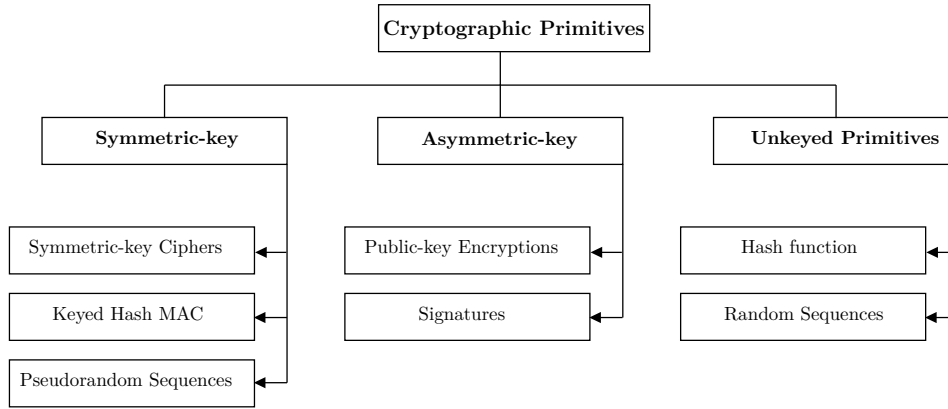 Cryptographic Primitives
Symmetric-key
Asymmetric-key
Unkeyed Primitives
Symmetric-key Ciphers
Public-key Encryptions
Hash function
Keyed Hash MAC
Signatures
Random Sequences
Pseudorandom Sequences